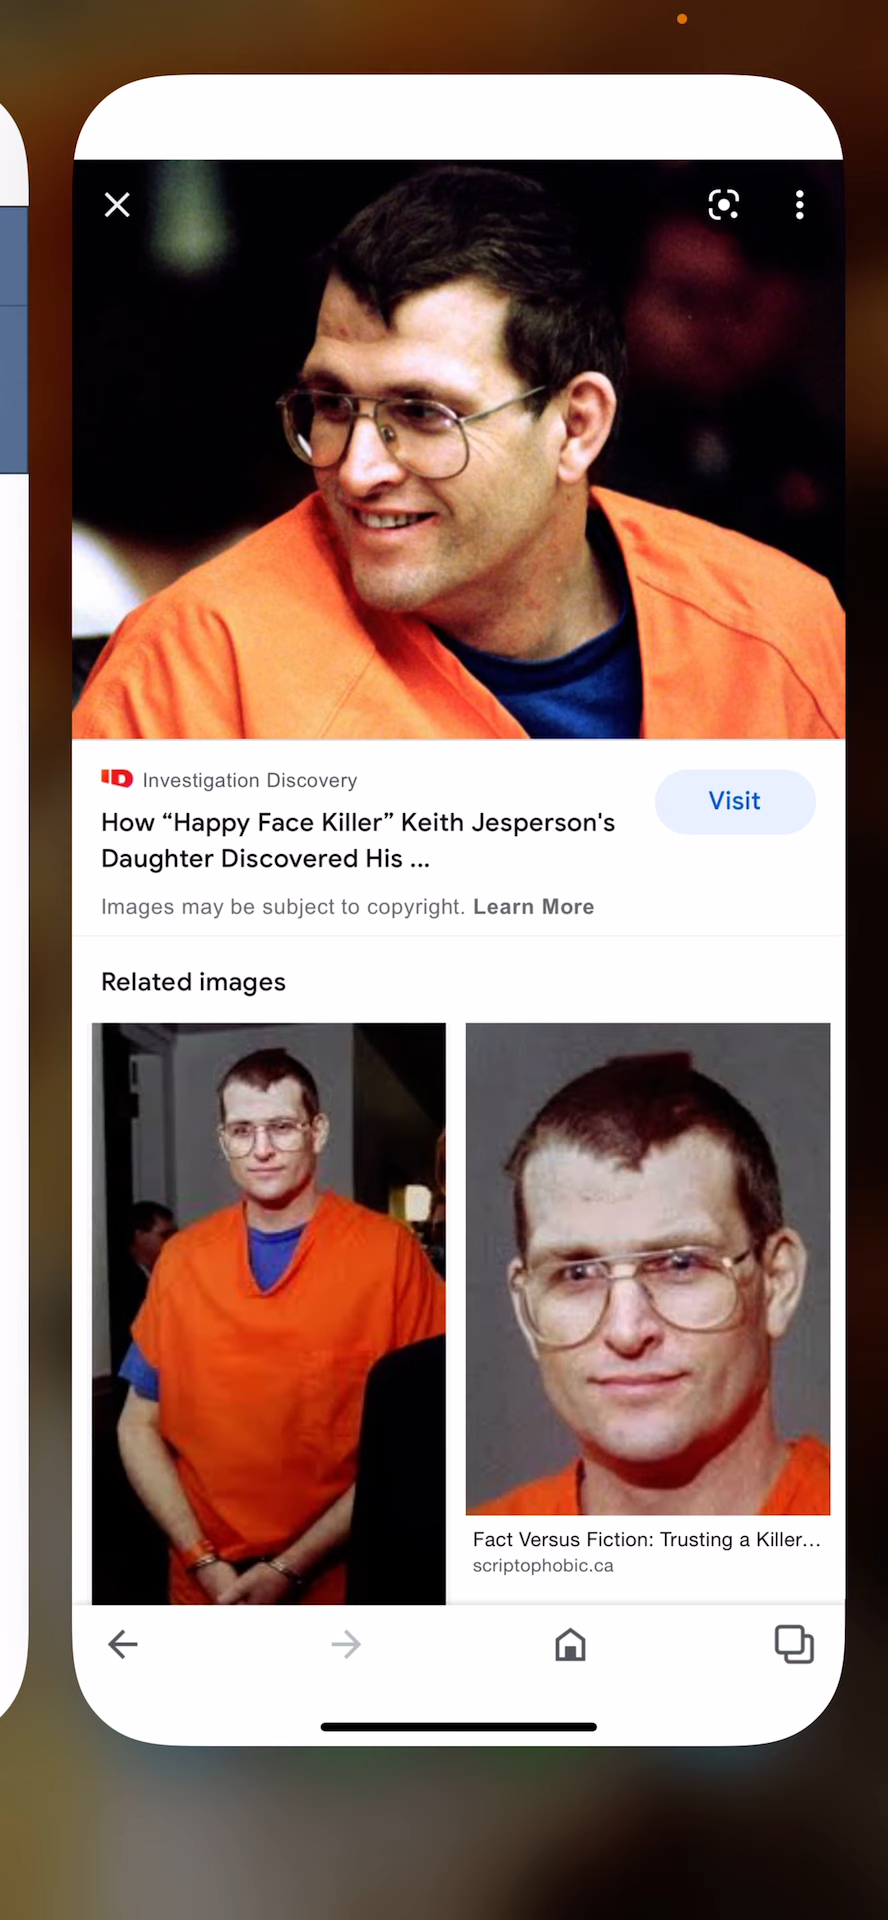 ID Investigation Discovery
Visit
How “Happy Face Killer” Keith Jesperson's
Daughter Discovered His ...
Images may be subject to copyright. Learn More
Related images
Fact Versus Fiction: Trusting a Killer...
scriptophobic.ca